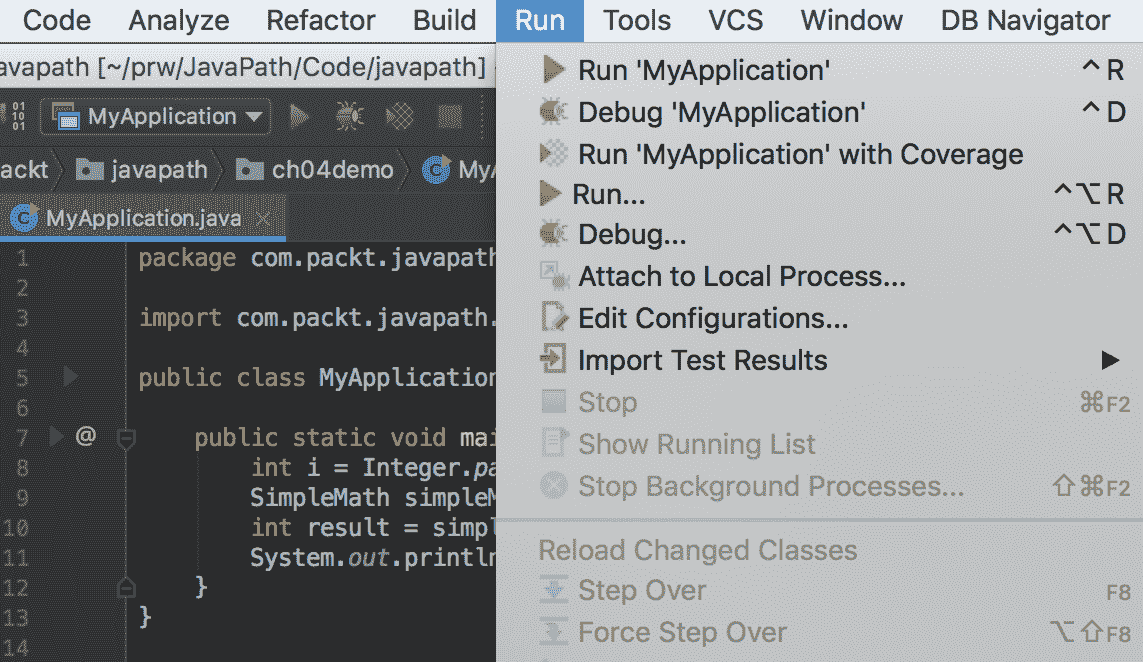 Code Analyze Refactor Build Run Tools VCS Window DB Navigator
avapath [~/prw/JavaPath/Code/javapath]
MyApplication
ackt javapath ch04demo MyA
MyApplication.java
1 package com.packt.javapath
2
3 import com.packt.javapath.
4
5 public class MyApplication
6
7 @ public static void mai
8 int i = Integer.pa
9 SimpleMath simpleM
10 int result = simpl
11 System.out.println
12 }
13 }
14
Run 'MyApplication' ^R
Debug 'MyApplication' ^D
Run 'MyApplication' with Coverage
Run... ^⌥R
Debug... ^⌥D
Attach to Local Process...
Edit Configurations...
Import Test Results
Stop ⌘F2
Show Running List
Stop Background Processes... ⇧⌘F2
Reload Changed Classes
Step Over F8
Force Step Over ⌥⇧F8